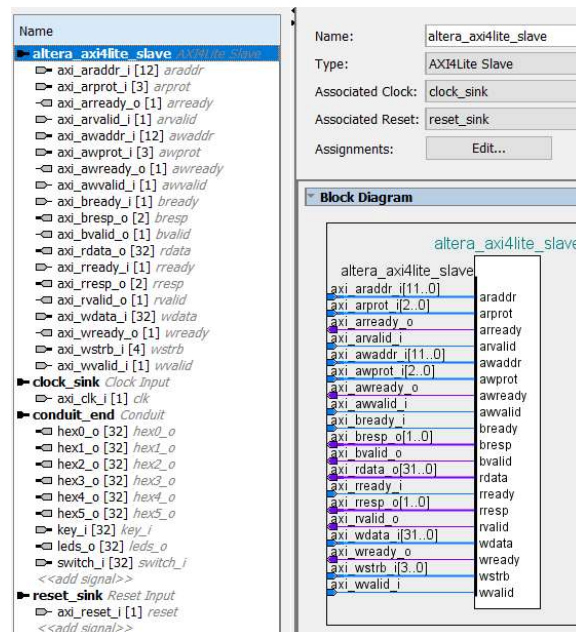 Name
altera_axi4lite_slave AXI4Lite Slave
axi_araddr_i [12] araddr
axi_arprot_i [3] arprot
axi_arready_o [1] arready
axi_arvalid_i [1] arvalid
axi_awaddr_i [12] awaddr
axi_awprot_i [3] awprot
axi_awready_o [1] awready
axi_awvalid_i [1] awvalid
axi_bready_i [1] bready
axi_bresp_o [2] bresp
axi_bvalid_o [1] bvalid
axi_rdata_o [32] rdata
axi_rready_i [1] rready
axi_rresp_o [2] rresp
axi_rvalid_o [1] rvalid
axi_wdata_i [32] wdata
axi_wready_o [1] wready
axi_wstrb_i [4] wstrb
axi_wvalid_i [1] wvalid
clock_sink Clock Input
axi_clk_i [1] clk
conduit_end Conduit
hex0_o [32] hex0_o
hex1_o [32] hex1_o
hex2_o [32] hex2_o
hex3_o [32] hex3_o
hex4_o [32] hex4_o
hex5_o [32] hex5_o
key_i [32] key_i
leds_o [32] leds_o
switch_i [32] switch_i
<<add signal>>
reset_sink Reset Input
axi_reset_i [1] reset
<<add signal>>
Name: altera_axi4lite_slave
Type: AXI4Lite Slave
Associated Clock: clock_sink
Associated Reset: reset_sink
Assignments: Edit...
Block Diagram
altera_axi4lite_slave
altera_axi4lite_slave
axi_araddr_i[11..0] araddr
axi_arprot_i[2..0] arprot
axi_arready_o arready
axi_arvalid_i arvalid
axi_awaddr_i[11..0] awaddr
axi_awprot_i[2..0] awprot
axi_awready_o awready
axi_awvalid_i awvalid
axi_bready_i bready
axi_bresp_o[1..0] bresp
axi_bvalid_o bvalid
axi_rdata_o[31..0] rdata
axi_rready_i rready
axi_rresp_o[1..0] rresp
axi_rvalid_o rvalid
axi_wdata_i[31..0] wdata
axi_wready_o wready
axi_wstrb_i[3..0] wstrb
axi_wvalid_i wvalid